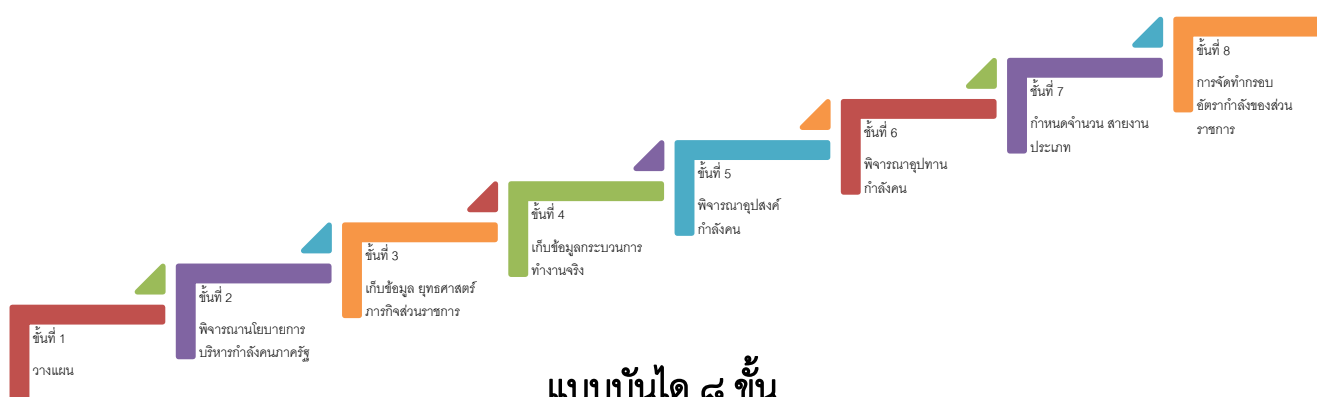 ขั้นที่ 1
วางแผน
ขั้นที่ 2
พิจารณานโยบายการ
บริหารกำลังคนภาครัฐ
ขั้นที่ 3
เก็บข้อมูล ยุทธศาสตร์
ภารกิจส่วนราชการ
ขั้นที่ 4
เก็บข้อมูลกระบวนการ
ทำงานจริง
ขั้นที่ 5
พิจารณาอุปสงค์
กำลังคน
ขั้นที่ 6
พิจารณาอุปทาน
กำลังคน
ขั้นที่ 7
กำหนดจำนวน สายงาน
ประเภท
ขั้นที่ 8
การจัดทำกรอบ
อัตรากำลังของส่วน
ราชการ
แบบบันได ๘ ขั้น